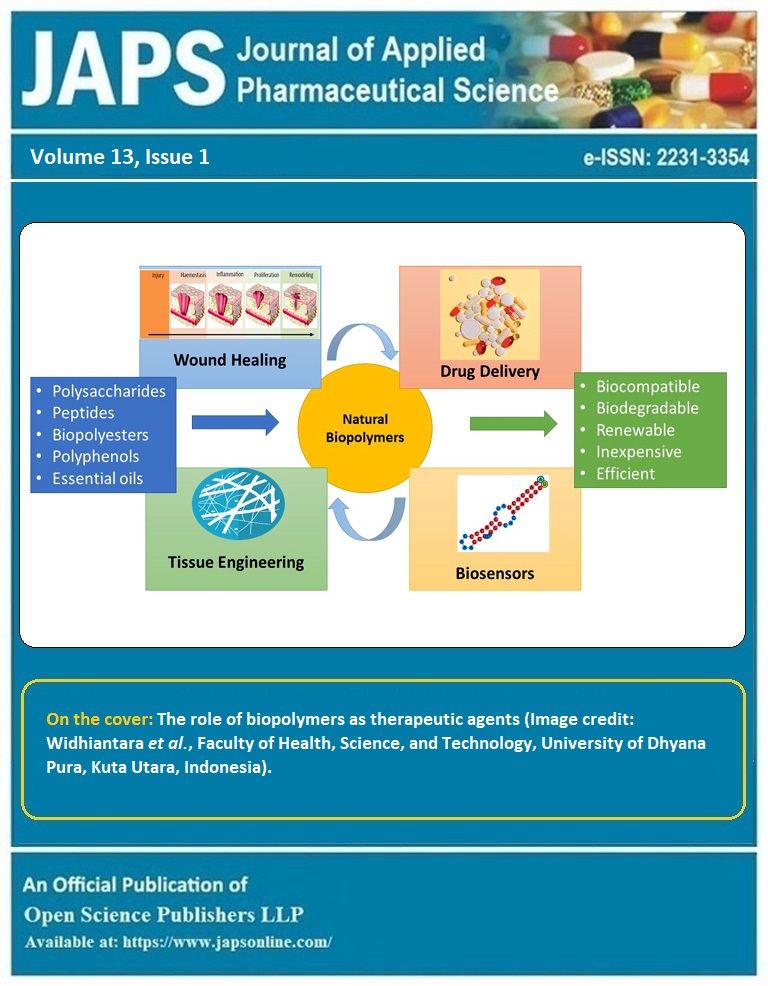 JAPS
Journal of Applied
Pharmaceutical Science
Volume 13, Issue 1
e-ISSN: 2231-3354
Injury
Haemostasis
Inflammation
Proliferation
Remodeling
Wound Healing
Drug Delivery
• Polysaccharides
• Peptides
• Biopolyesters
• Polyphenols
• Essential oils
Natural
Biopolymers
• Biocompatible
• Biodegradable
• Renewable
• Inexpensive
• Efficient
Tissue Engineering
Biosensors
On the cover: The role of biopolymers as therapeutic agents (Image credit:
Widhiantara et al., Faculty of Health, Science, and Technology, University of Dhyana
Pura, Kuta Utara, Indonesia).
An Official Publication of
Open Science Publishers LLP
Available at: https://www.japsonline.com/